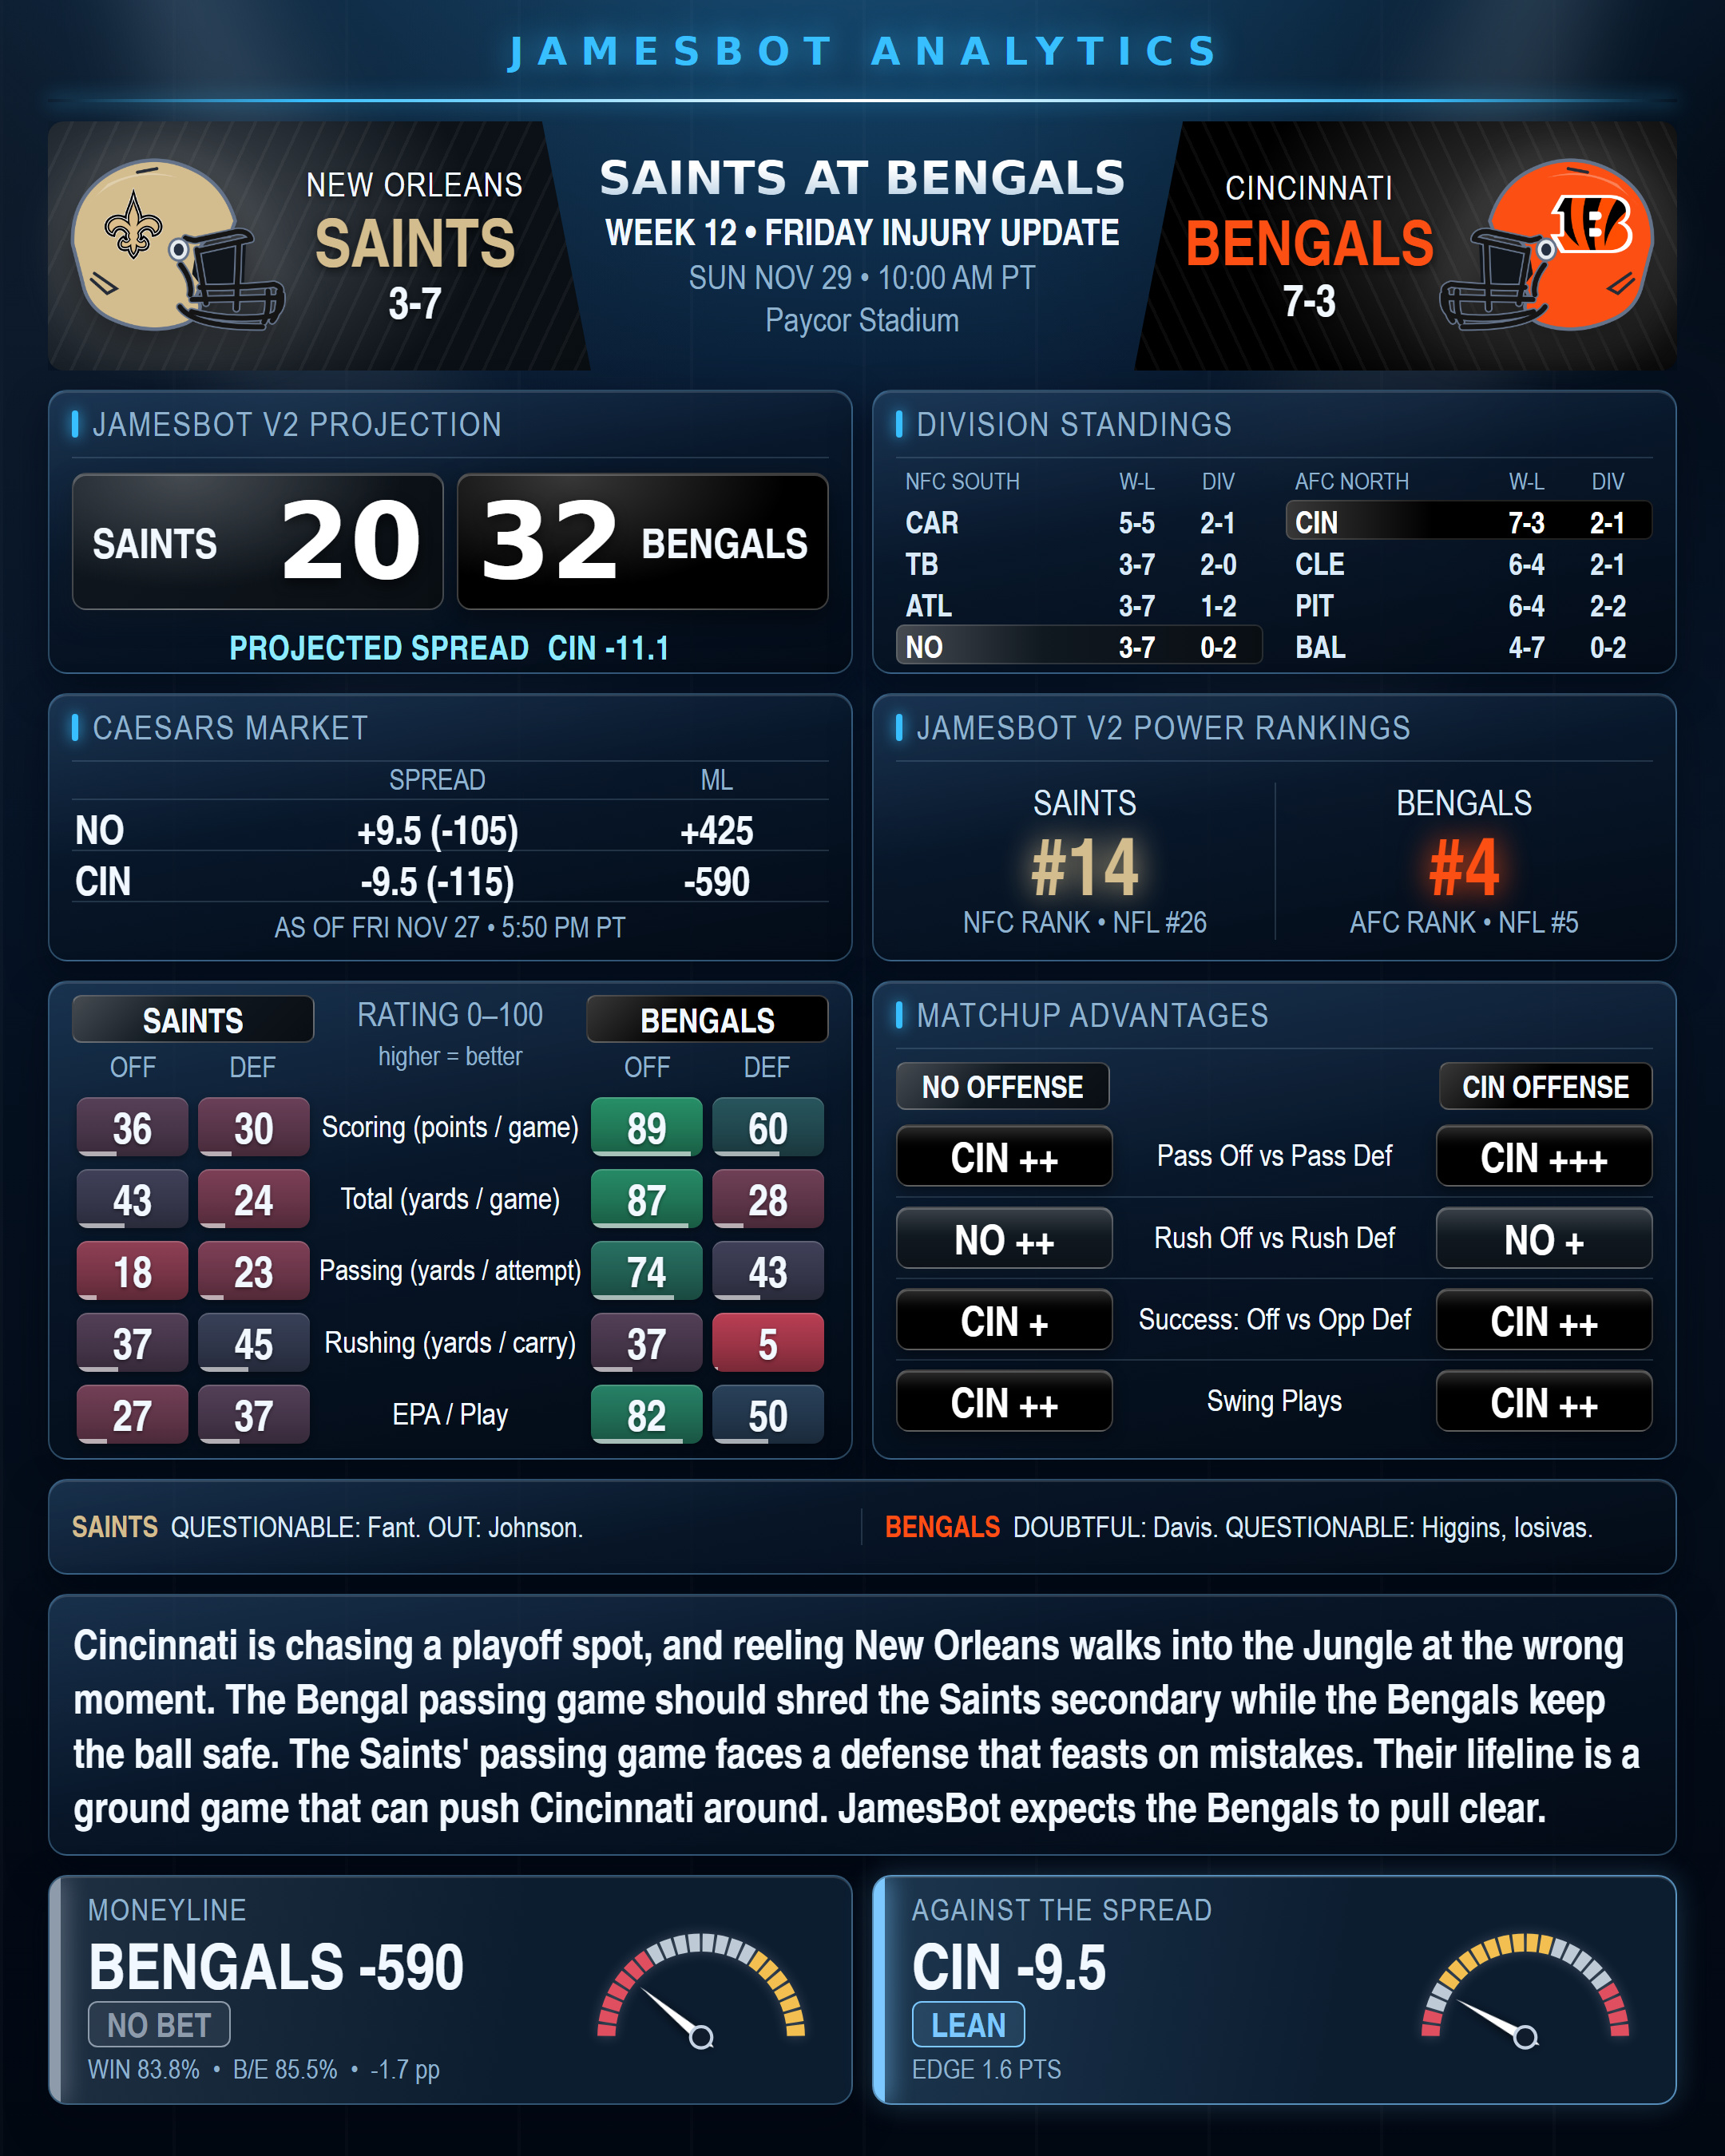 JAMESBOT ANALYTICS
NEW ORLEANS
SAINTS
3-7
SAINTS AT BENGALS
WEEK 12 • FRIDAY INJURY UPDATE
SUN NOV 29 • 10:00 AM PT
Paycor Stadium
CINCINNATI
BENGALS
7-3
B
JAMESBOT V2 PROJECTION
SAINTS 20
32 BENGALS
PROJECTED SPREAD CIN -11.1
DIVISION STANDINGS
NFC SOUTH W-L DIV
CAR 5-5 2-1
TB 3-7 2-0
ATL 3-7 1-2
NO 3-7 0-2
AFC NORTH W-L DIV
CIN 7-3 2-1
CLE 6-4 2-1
PIT 6-4 2-2
BAL 4-7 0-2
CAESARS MARKET
SPREAD ML
NO +9.5 (-105) +425
CIN -9.5 (-115) -590
AS OF FRI NOV 27 • 5:50 PM PT
JAMESBOT V2 POWER RANKINGS
SAINTS
#14
NFC RANK • NFL #26
BENGALS
#4
AFC RANK • NFL #5
SAINTS RATING 0–100 BENGALS
OFF DEF higher = better OFF DEF
36 30 Scoring (points / game) 89 60
43 24 Total (yards / game) 87 28
18 23 Passing (yards / attempt) 74 43
37 45 Rushing (yards / carry) 37 5
27 37 EPA / Play 82 50
MATCHUP ADVANTAGES
NO OFFENSE CIN OFFENSE
CIN ++ Pass Off vs Pass Def CIN +++
NO ++ Rush Off vs Rush Def NO +
CIN + Success: Off vs Opp Def CIN ++
CIN ++ Swing Plays CIN ++
SAINTS QUESTIONABLE: Fant. OUT: Johnson.
BENGALS DOUBTFUL: Davis. QUESTIONABLE: Higgins, Iosivas.
Cincinnati is chasing a playoff spot, and reeling New Orleans walks into the Jungle at the wrong
moment. The Bengal passing game should shred the Saints secondary while the Bengals keep
the ball safe. The Saints' passing game faces a defense that feasts on mistakes. Their lifeline is a
ground game that can push Cincinnati around. JamesBot expects the Bengals to pull clear.
MONEYLINE
BENGALS -590
NO BET
WIN 83.8% • B/E 85.5% • -1.7 pp
AGAINST THE SPREAD
CIN -9.5
LEAN
EDGE 1.6 PTS